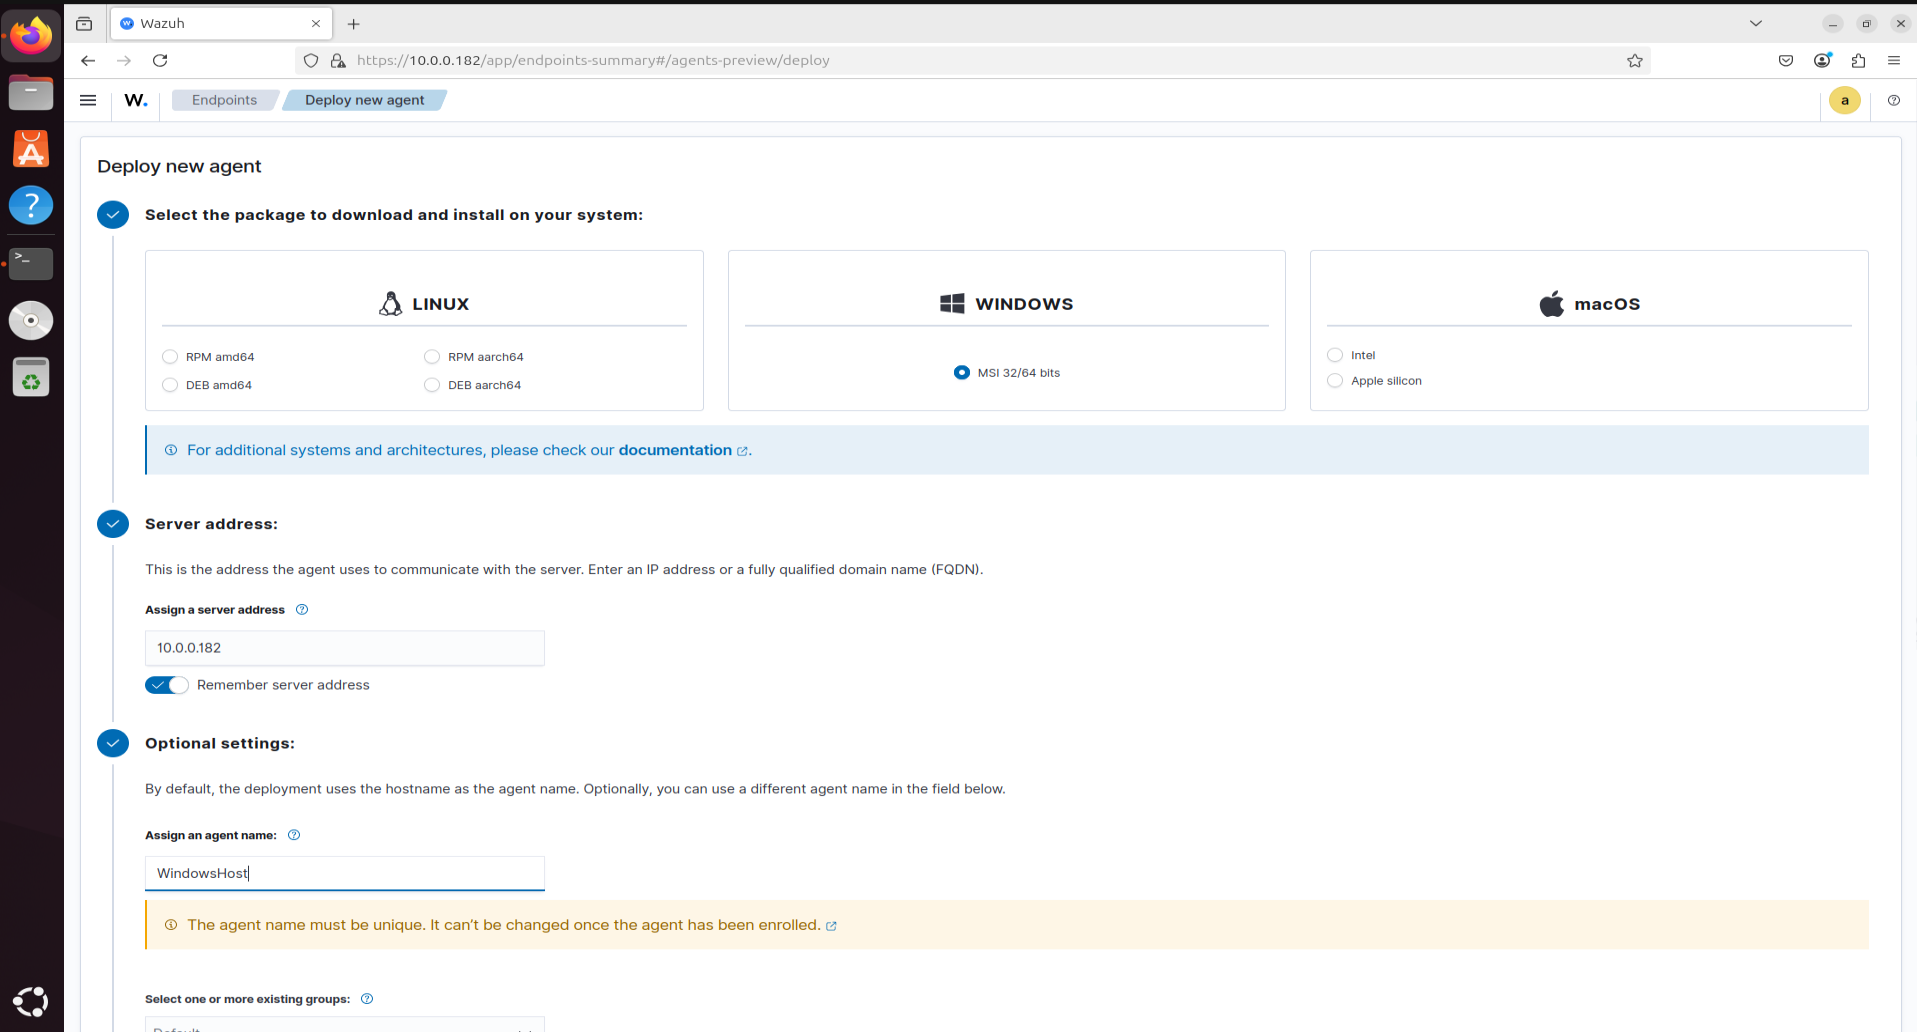 Wazuh
https://10.0.0.182/app/endpoints-summary#/agents-preview/deploy
W. Endpoints Deploy new agent a
Deploy new agent
Select the package to download and install on your system:
LINUX
RPM amd64 RPM aarch64
DEB amd64 DEB aarch64
WINDOWS
MSI 32/64 bits
macOS
Intel
Apple silicon
For additional systems and architectures, please check our documentation.
Server address:
This is the address the agent uses to communicate with the server. Enter an IP address or a fully qualified domain name (FQDN).
Assign a server address
10.0.0.182
Remember server address
Optional settings:
By default, the deployment uses the hostname as the agent name. Optionally, you can use a different agent name in the field below.
Assign an agent name:
WindowsHost
The agent name must be unique. It can’t be changed once the agent has been enrolled.
Select one or more existing groups:
Default